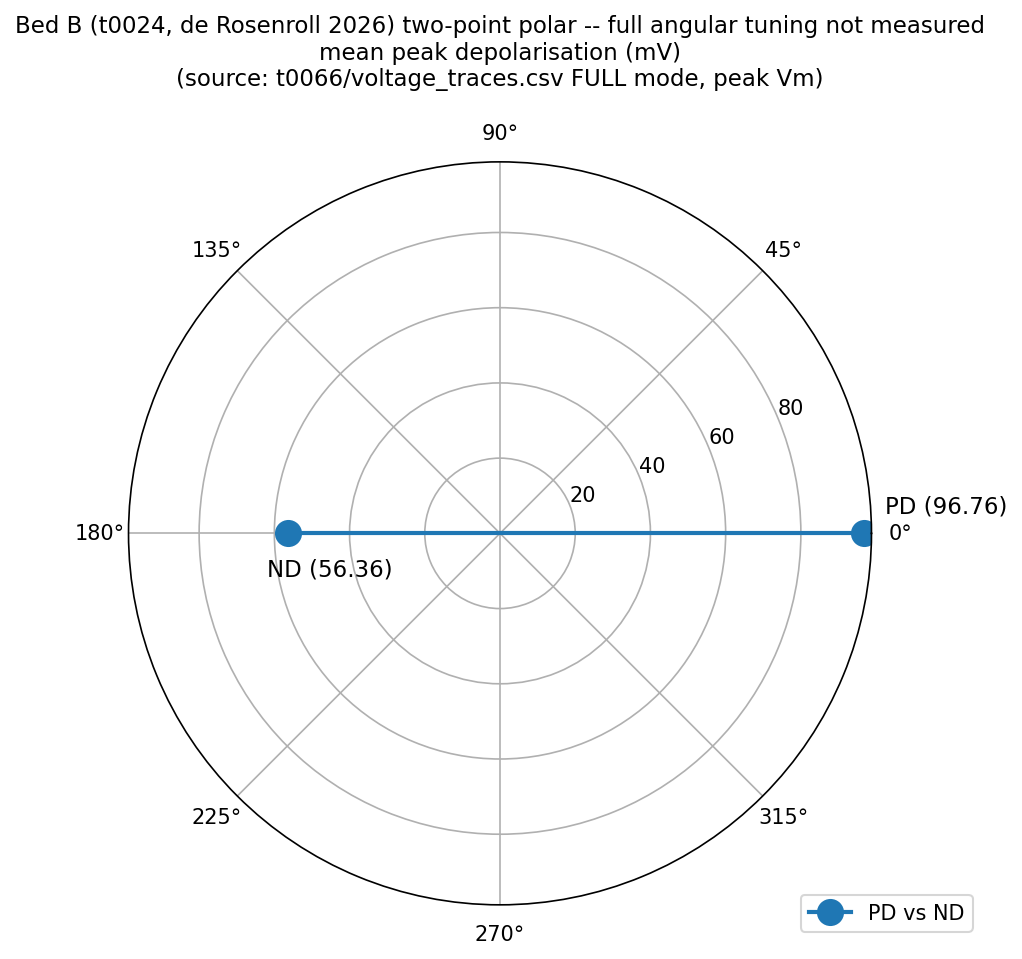 Bed B (t0024, de Rosenroll 2026) two-point polar -- full angular tuning not measured
mean peak depolarisation (mV)
(source: t0066/voltage_traces.csv FULL mode, peak Vm)
90°
135°
45°
80
60
40
20
PD (96.76)
180°
0°
ND (56.36)
225°
315°
270°
PD vs ND